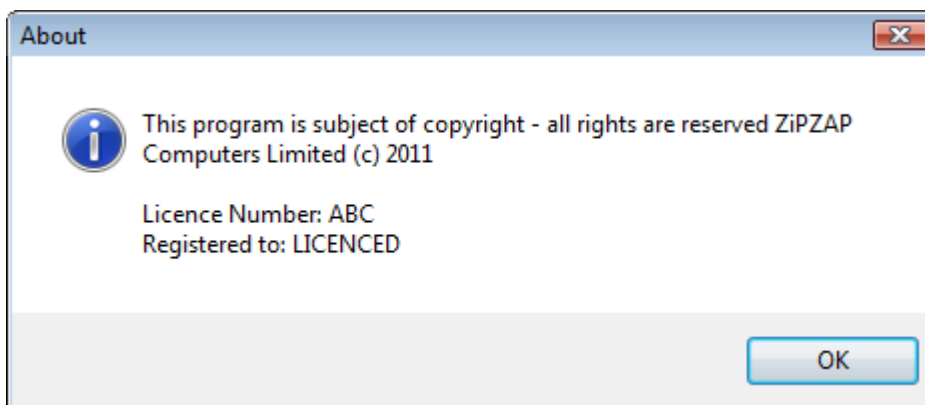 About
This program is subject of copyright - all rights are reserved ZiPZAP
Computers Limited (c) 2011
Licence Number: ABC
Registered to: LICENCED
OK